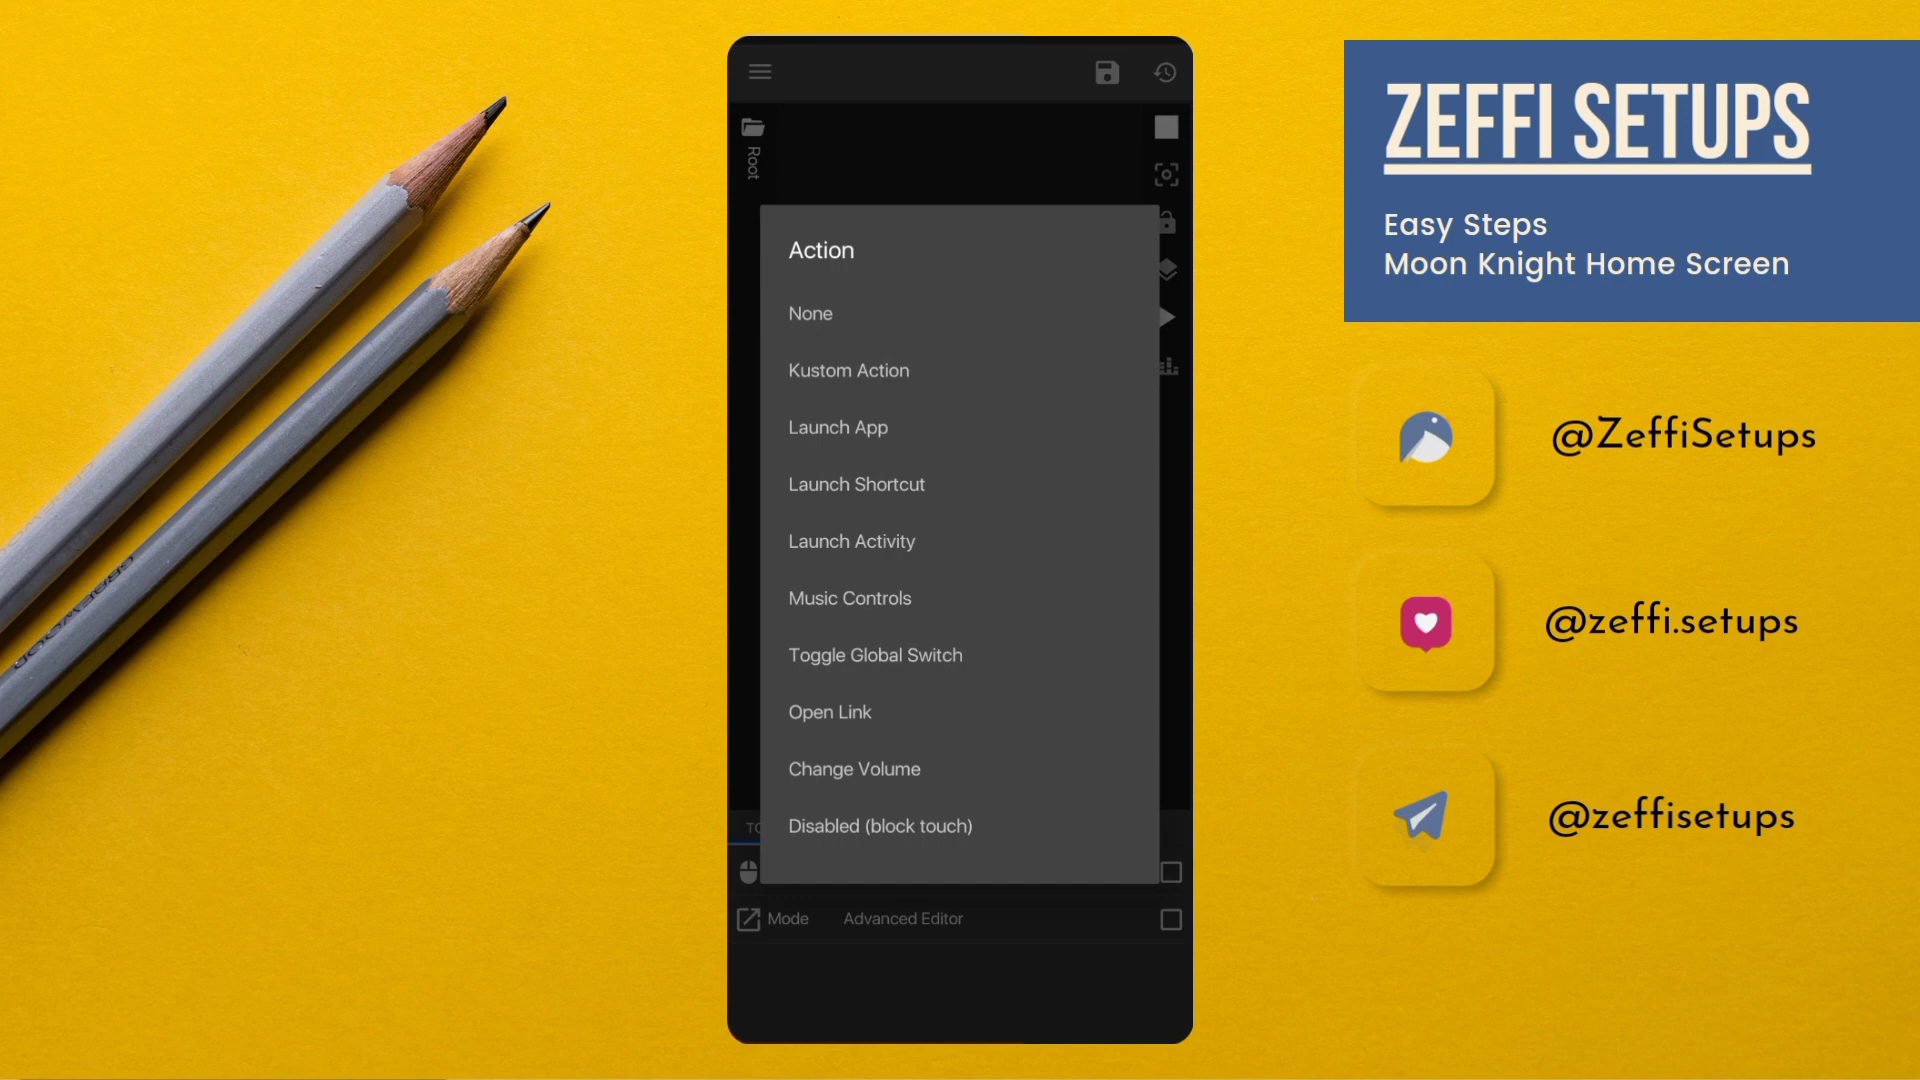 ZEFFI SETUPS
Easy Steps
Moon Knight Home Screen
@ZeffiSetups
@zeffi.setups
@zeffisetups
Root
Action
None
Kustom Action
Launch App
Launch Shortcut
Launch Activity
Music Controls
Toggle Global Switch
Open Link
Change Volume
Disabled (block touch)
Mode Advanced Editor